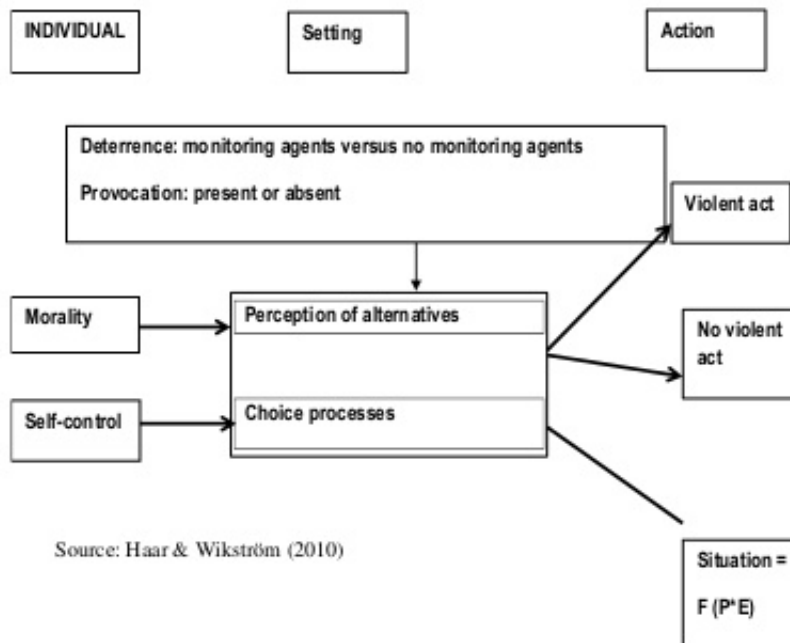 INDIVIDUAL
Setting
Action
Deterrence: monitoring agents versus no monitoring agents
Provocation: present or absent
Violent act
Morality
Perception of alternatives
No violent
act
Self-control
Choice processes
Source: Haar & Wikström (2010)
Situation =
F (P*E)